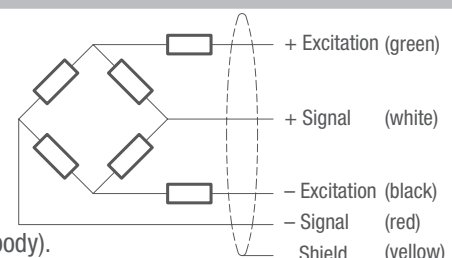 + Excitation (green)
+ Signal (white)
– Excitation (black)
– Signal (red)
Shield (yellow)
body).